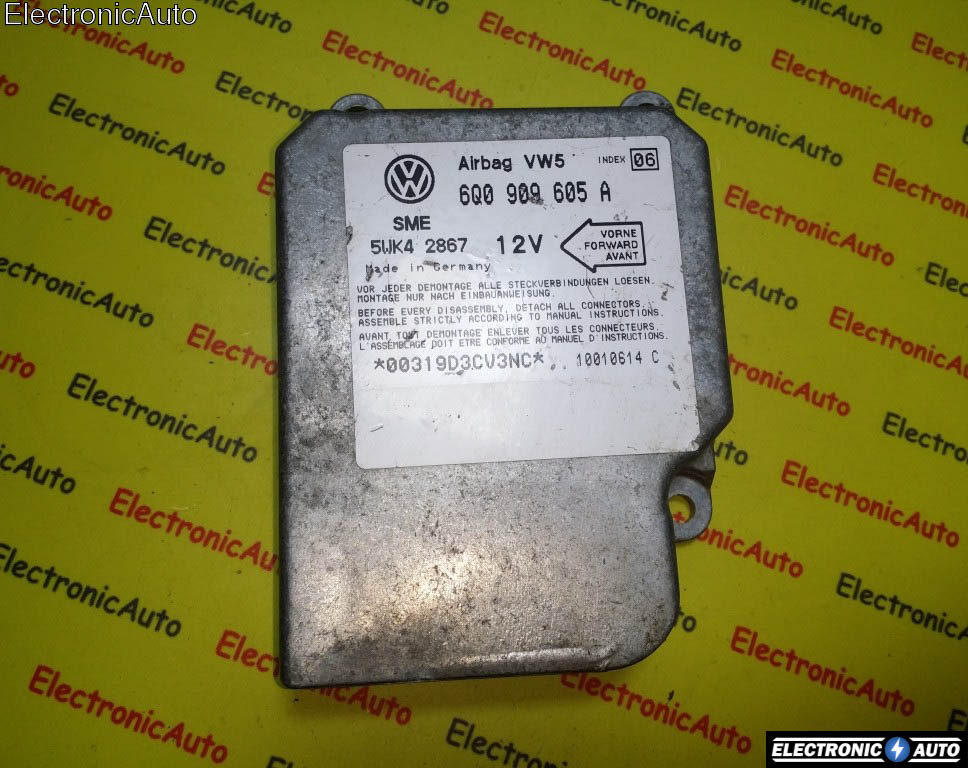 ElectronicAuto
Airbag VW5 INDEX 06
6Q0 909 605 A
SME
5WK4 2867 12V
VORNE
FORWARD
AVANT
Made in Germany
VOR JEDER DEMONTAGE ALLE STECKVERBINDUNGEN LOESEN.
MONTAGE NUR NACH EINBAUANWEISUNG.
BEFORE EVERY DISASSEMBLY, DETACH ALL CONNECTORS.
ASSEMBLE STRICTLY ACCORDING TO MANUAL INSTRUCTIONS.
AVANT TOUT DEMONTAGE ENLEVER TOUS LES CONNECTEURS.
L'ASSEMBLAGE DOIT ETRE CONFORME AU MANUEL D'INSTRUCTIONS.
*00319D3CV3NC* 10010614 C
ELECTRONIC AUTO